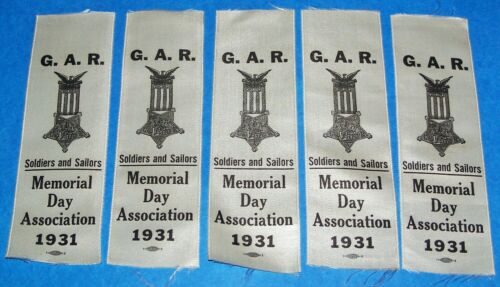 G. A. R.
Soldiers and Sailors
Memorial
Day
Association
1931
G. A. R.
Soldiers and Sailors
Memorial
Day
Association
1931
G. A. R.
Soldiers and Sailors
Memorial
Day
Association
1931
G. A. R.
Soldiers and Sailors
Memorial
Day
Association
1931
G. A. R.
Soldiers and Sailors
Memorial
Day
Association
1931